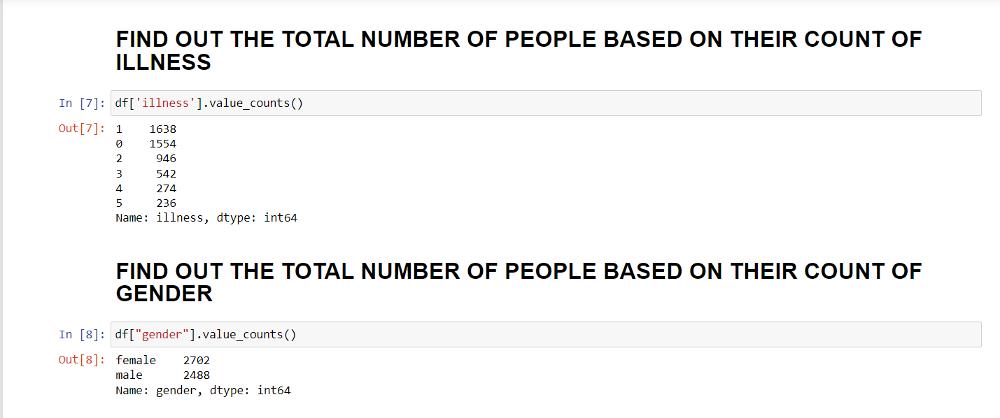 FIND OUT THE TOTAL NUMBER OF PEOPLE BASED ON THEIR COUNT OF
ILLNESS
In [7]: df['illness'].value_counts()
Out[7]: 1    1638
0    1554
2     946
3     542
4     274
5     236
Name: illness, dtype: int64
FIND OUT THE TOTAL NUMBER OF PEOPLE BASED ON THEIR COUNT OF
GENDER
In [8]: df["gender"].value_counts()
Out[8]: female    2702
male      2488
Name: gender, dtype: int64